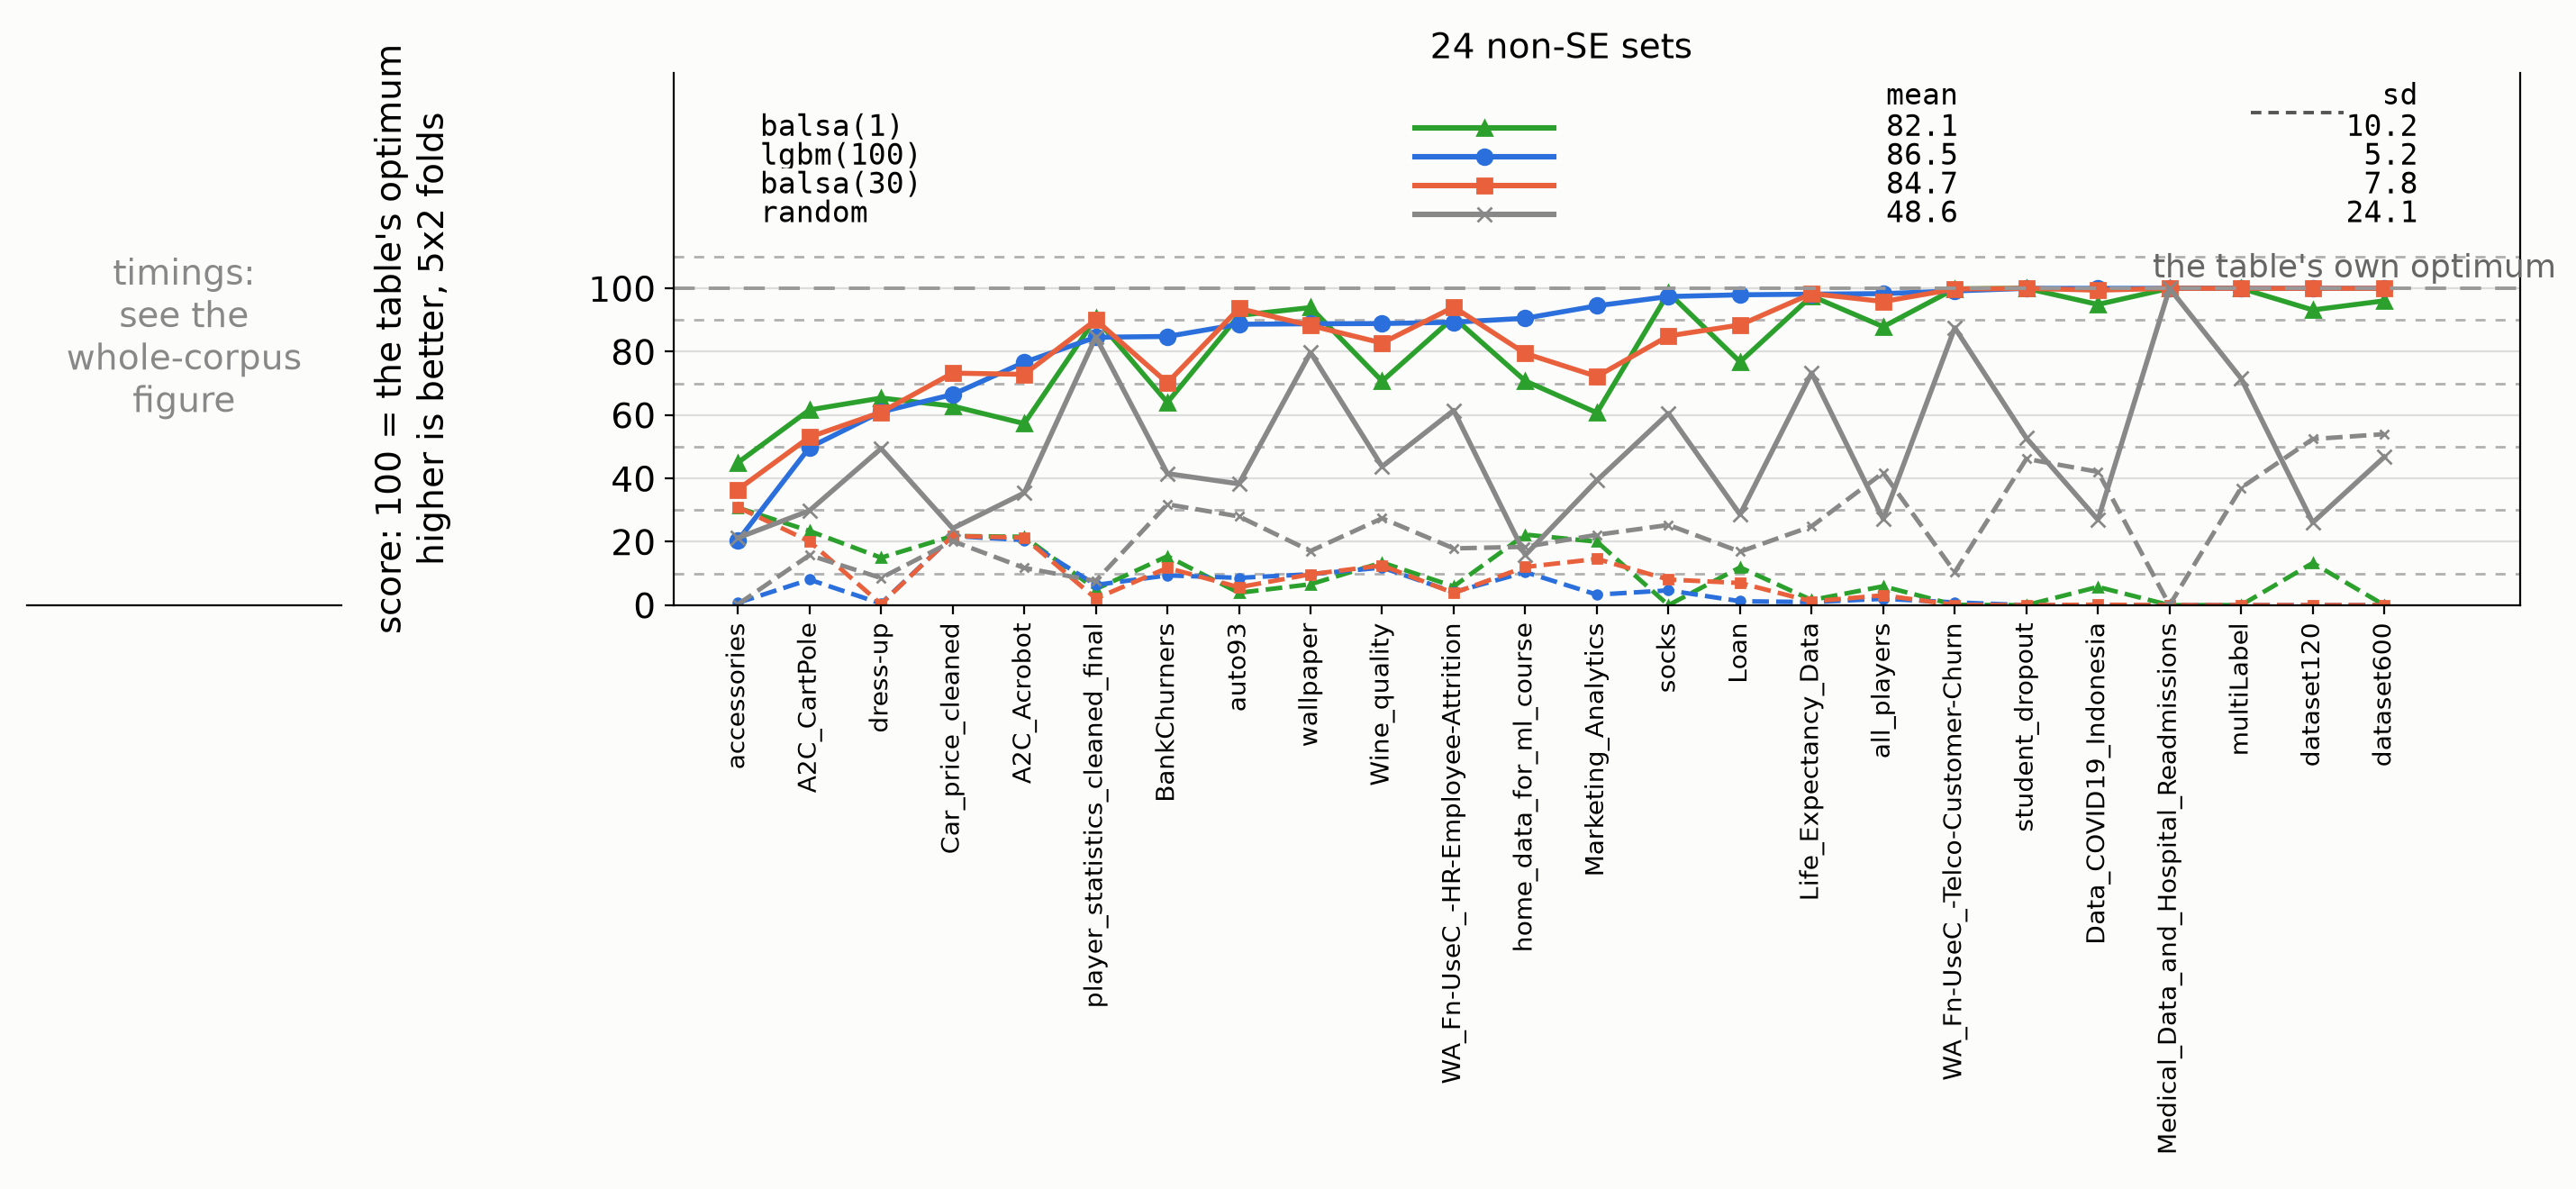 24 non-SE sets
mean sd
balsa(1) 82.1 10.2
lgbm(100) 86.5 5.2
balsa(30) 84.7 7.8
random 48.6 24.1
the table's own optimum
timings:
see the
whole-corpus
figure
score: 100 = the table's optimum
higher is better, 5x2 folds
100
80
60
40
20
0
accessories
A2C_CartPole
dress-up
Car_price_cleaned
A2C_Acrobot
player_statistics_cleaned_final
BankChurners
auto93
wallpaper
Wine_quality
WA_Fn-UseC_-HR-Employee-Attrition
home_data_for_ml_course
Marketing_Analytics
socks
Loan
Life_Expectancy_Data
all_players
WA_Fn-UseC_-Telco-Customer-Churn
student_dropout
Data_COVID19_Indonesia
Medical_Data_and_Hospital_Readmissions
multiLabel
dataset120
dataset600